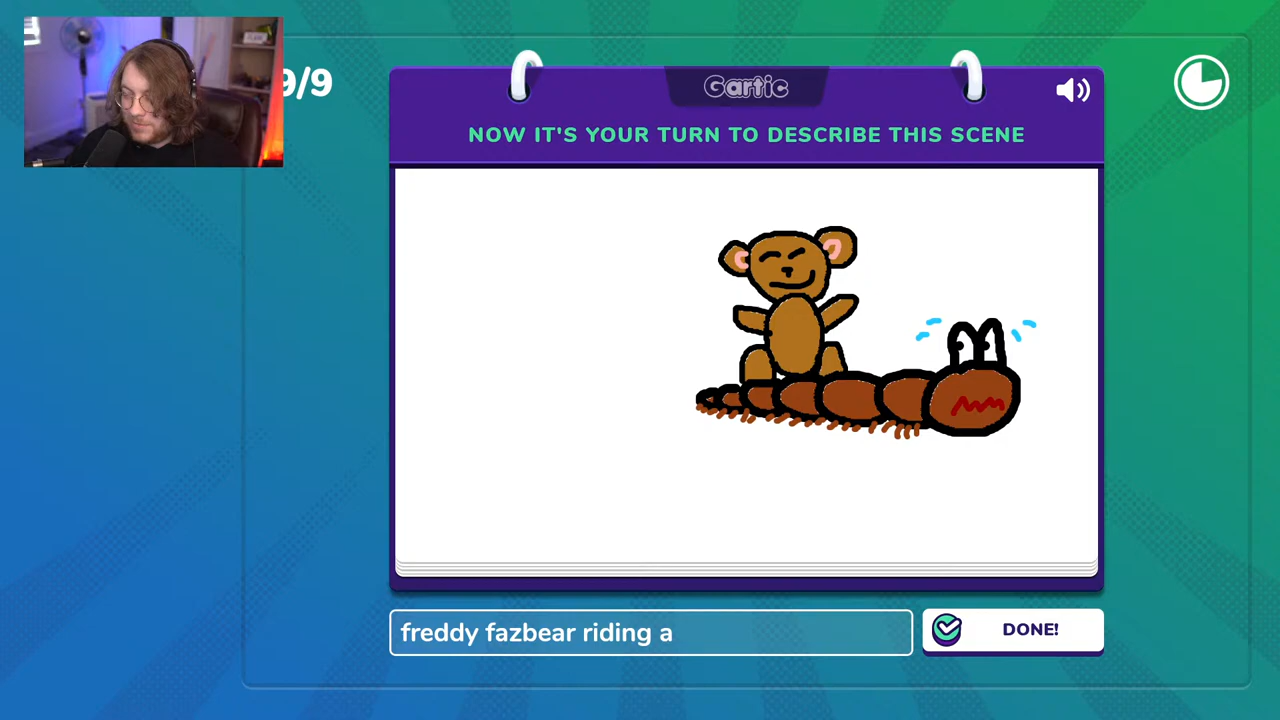 9/9
Gartic
NOW IT'S YOUR TURN TO DESCRIBE THIS SCENE
freddy fazbear riding a
DONE!